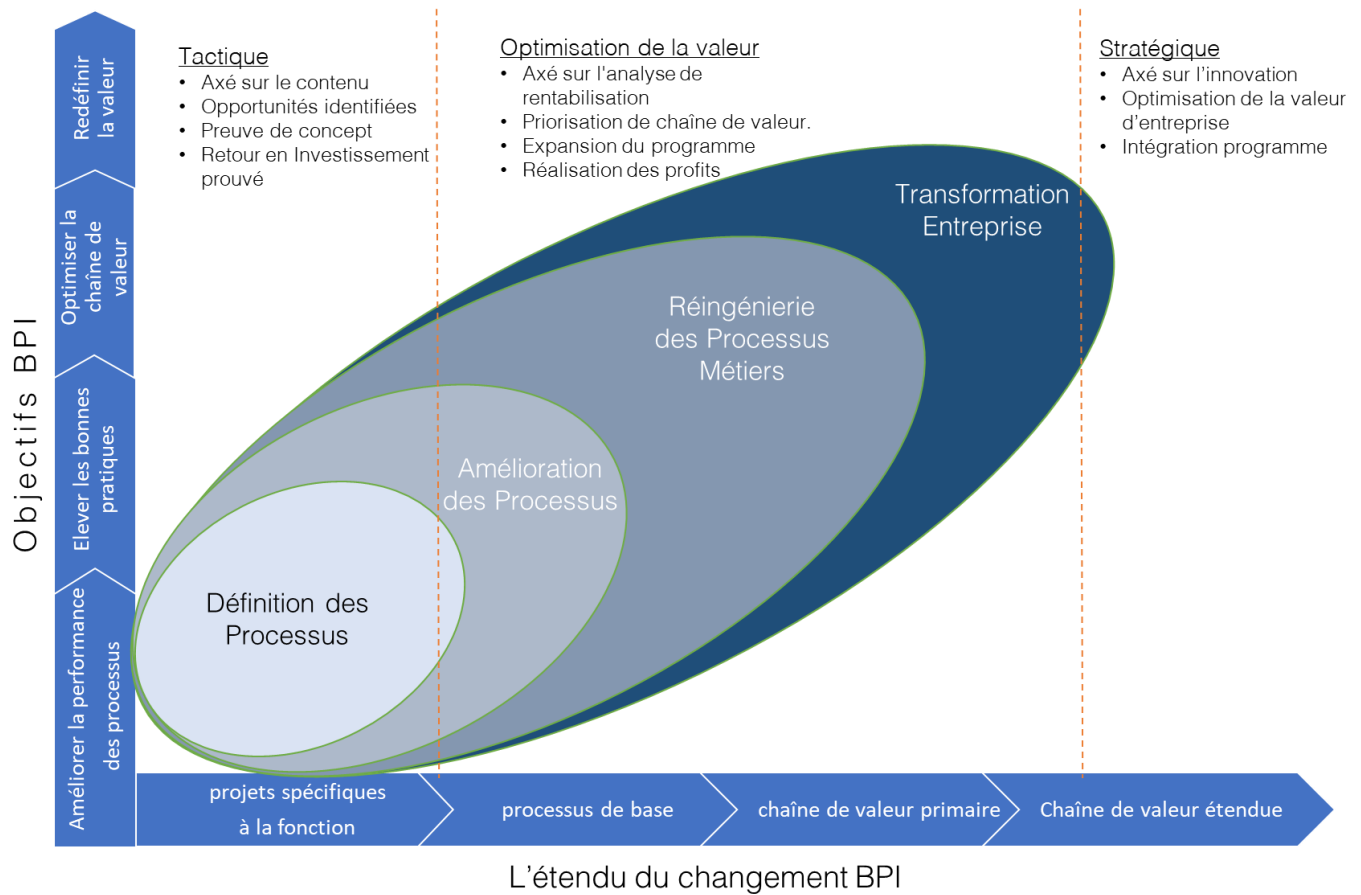 Tactique
• Axé sur le contenu
• Opportunités identifiées
• Preuve de concept
• Retour en Investissement
prouvé
Optimisation de la valeur
• Axé sur l'analyse de
rentabilisation
• Priorisation de chaîne de valeur.
• Expansion du programme
• Réalisation des profits
Stratégique
• Axé sur l’innovation
• Optimisation de la valeur
d’entreprise
• Intégration programme
Objectifs BPI
Redéfinir
la valeur
Optimiser la
chaîne de
valeur
Elever les bonnes
pratiques
Améliorer la performance
des processus
Transformation
Entreprise
Réingénierie
des Processus
Métiers
Amélioration
des Processus
Définition des
Processus
projets spécifiques
à la fonction
processus de base
chaîne de valeur primaire
Chaîne de valeur étendue
L’étendu du changement BPI